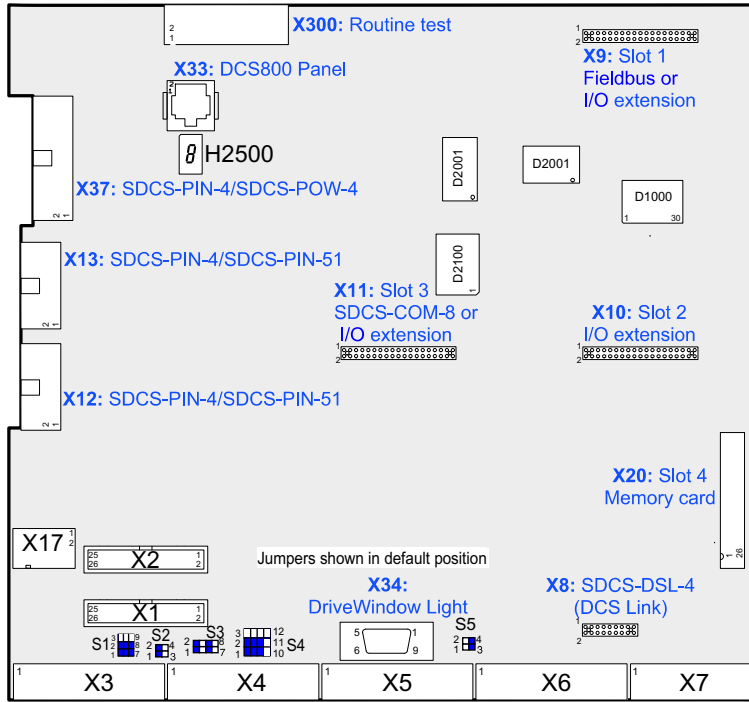 2
1
X300: Routine test
1
2
X9: Slot 1
Fieldbus or
I/O extension
X33: DCS800 Panel
2
1
8 H2500
D2001
D2001
D1000
1 30
X37: SDCS-PIN-4/SDCS-POW-4
2 1
X13: SDCS-PIN-4/SDCS-PIN-51
2 1
D2100
1
X11: Slot 3
SDCS-COM-8 or
I/O extension
1
2
X10: Slot 2
I/O extension
1
2
X12: SDCS-PIN-4/SDCS-PIN-51
2 1
X20: Slot 4
Memory card
1 26
X17 1
2
25 X2 1
26 2
Jumpers shown in default position
X34:
DriveWindow Light
X8: SDCS-DSL-4
(DCS Link)
1
2
25 X1 1
26 2
S1 3 9
2 8
1 7
S2
2 4
1 3
S3
2 8
1 7
3 12
2 11 S4
1 10
5 1
6 9
S5
2 4
1 3
1 X3
1 X4
1 X5
1 X6
1 X7